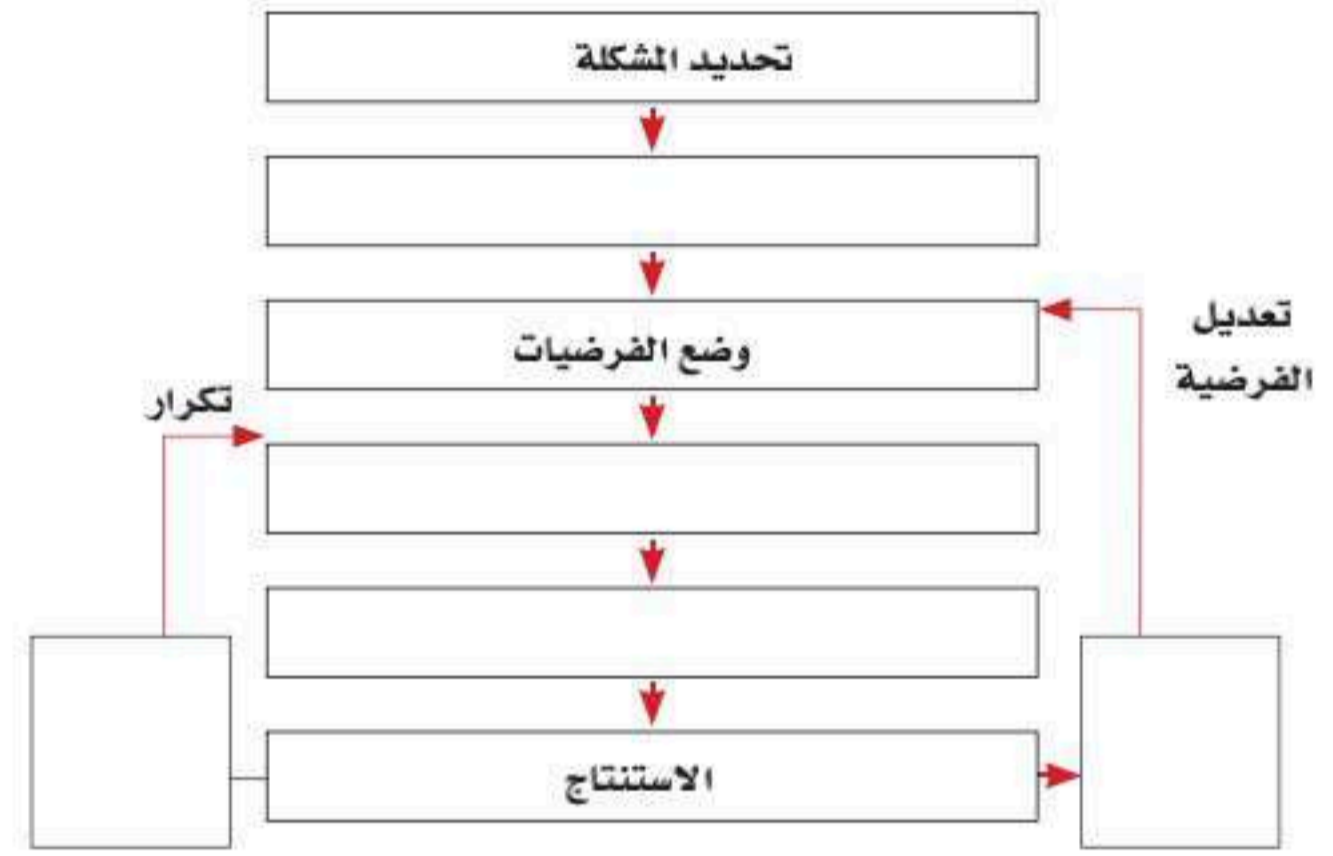 تحديد المشكلة
وضع الفرضيات
تعديل
الفرضية
تكرار
الاستنتاج